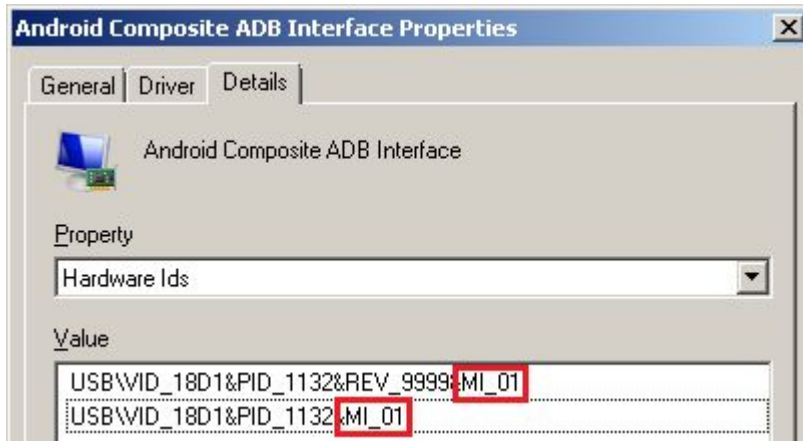 Android Composite ADB Interface Properties
General Driver Details
Android Composite ADB Interface
Property
Hardware Ids
Value
USB\VID_18D1&PID_1132&REV_9999&MI_01
USB\VID_18D1&PID_1132&MI_01